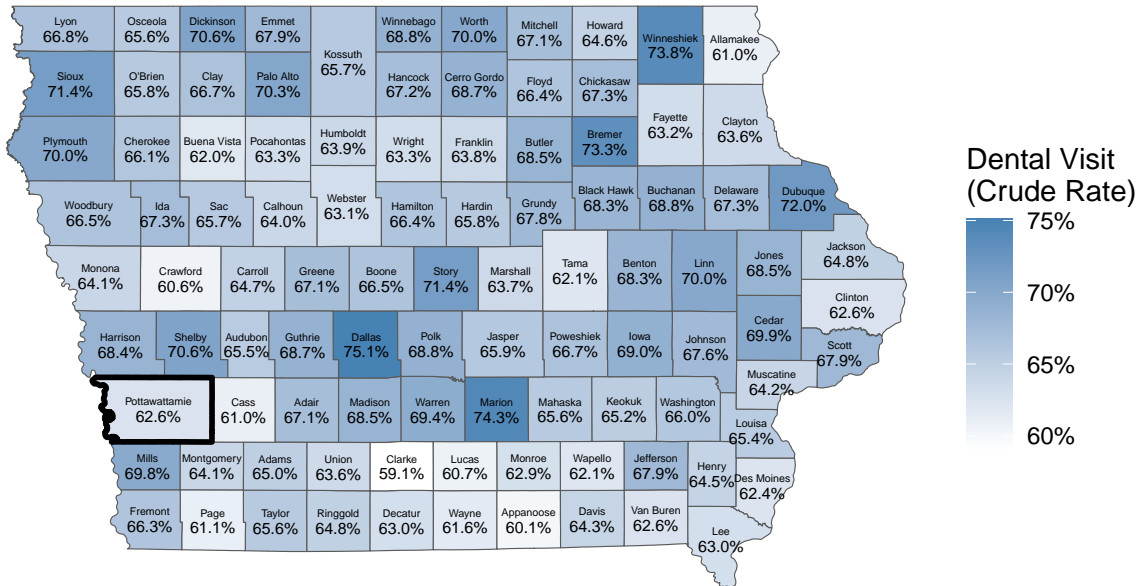 Lyon
66.8%
Osceola
65.6%
Dickinson
70.6%
Emmet
67.9%
Kossuth
65.7%
Winnebago
68.8%
Worth
70.0%
Mitchell
67.1%
Howard
64.6%
Winneshiek
73.8%
Allamakee
61.0%
Sioux
71.4%
O'Brien
65.8%
Clay
66.7%
Palo Alto
70.3%
Hancock
67.2%
Cerro Gordo
68.7%
Floyd
66.4%
Chickasaw
67.3%
Fayette
63.2%
Clayton
63.6%
Plymouth
70.0%
Cherokee
66.1%
Buena Vista
62.0%
Pocahontas
63.3%
Humboldt
63.9%
Wright
63.3%
Franklin
63.8%
Butler
68.5%
Bremer
73.3%
Woodbury
66.5%
Ida
67.3%
Sac
65.7%
Calhoun
64.0%
Webster
63.1%
Hamilton
66.4%
Hardin
65.8%
Grundy
67.8%
Black Hawk
68.3%
Buchanan
68.8%
Delaware
67.3%
Dubuque
72.0%
Monona
64.1%
Crawford
60.6%
Carroll
64.7%
Greene
67.1%
Boone
66.5%
Story
71.4%
Marshall
63.7%
Tama
62.1%
Benton
68.3%
Linn
70.0%
Jones
68.5%
Jackson
64.8%
Clinton
62.6%
Harrison
68.4%
Shelby
70.6%
Audubon
65.5%
Guthrie
68.7%
Dallas
75.1%
Polk
68.8%
Jasper
65.9%
Poweshiek
66.7%
Iowa
69.0%
Johnson
67.6%
Cedar
69.9%
Scott
67.9%
Muscatine
64.2%
Pottawattamie
62.6%
Cass
61.0%
Adair
67.1%
Madison
68.5%
Warren
69.4%
Marion
74.3%
Mahaska
65.6%
Keokuk
65.2%
Washington
66.0%
Louisa
65.4%
Mills
69.8%
Montgomery
64.1%
Adams
65.0%
Union
63.6%
Clarke
59.1%
Lucas
60.7%
Monroe
62.9%
Wapello
62.1%
Jefferson
67.9%
Henry
64.5%
Des Moines
62.4%
Fremont
66.3%
Page
61.1%
Taylor
65.6%
Ringgold
64.8%
Decatur
63.0%
Wayne
61.6%
Appanoose
60.1%
Davis
64.3%
Van Buren
62.6%
Lee
63.0%
Dental Visit
(Crude Rate)
75%
70%
65%
60%